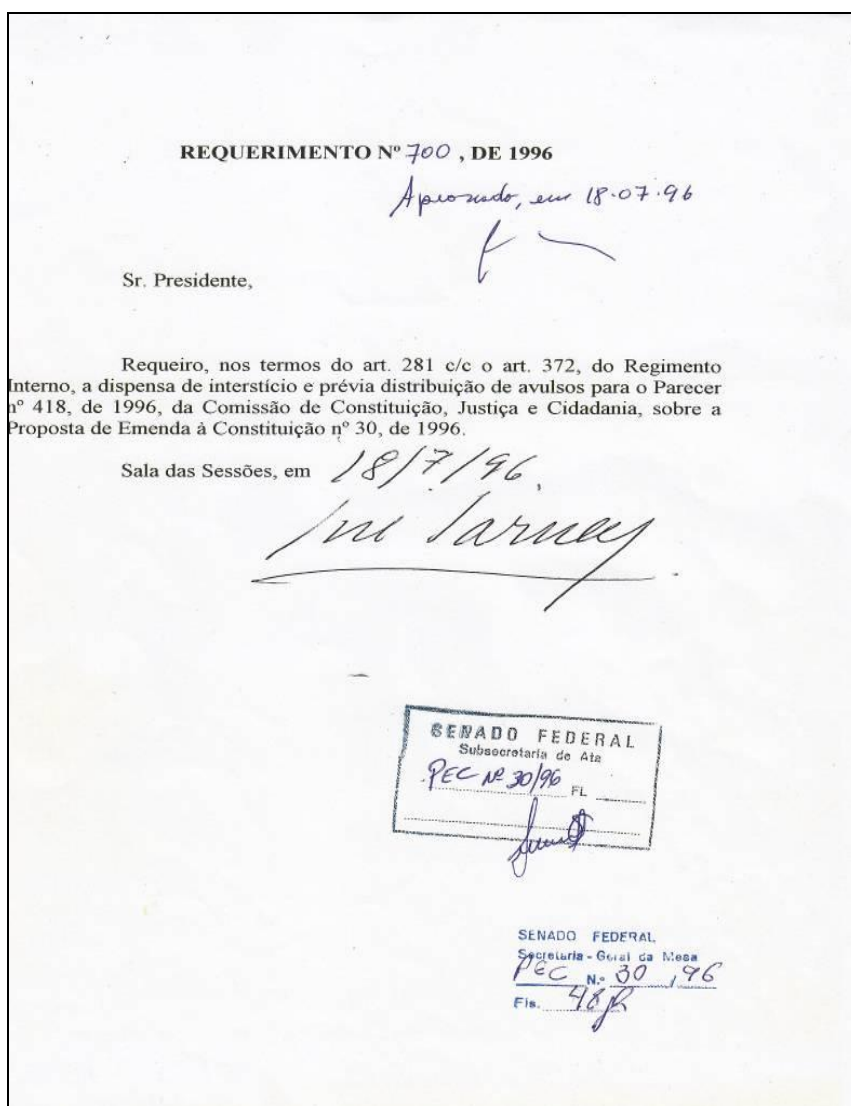 REQUERIMENTO Nº 700, DE 1996
Aprovado, em 18.07.96
Sr. Presidente,
Requeiro, nos termos do art. 281 c/c o art. 372, do Regimento
Interno, a dispensa de interstício e prévia distribuição de avulsos para o Parecer
nº 418, de 1996, da Comissão de Constituição, Justiça e Cidadania, sobre a
Proposta de Emenda à Constituição nº 30, de 1996.
Sala das Sessões, em 18/7/96.
José Sarney
SENADO FEDERAL
Subsecretaria de Ata
PEC Nº 30/96 FL
SENADO FEDERAL
Secretaria-Geral da Mesa
PEC N.º 30, 96
Fls. 48